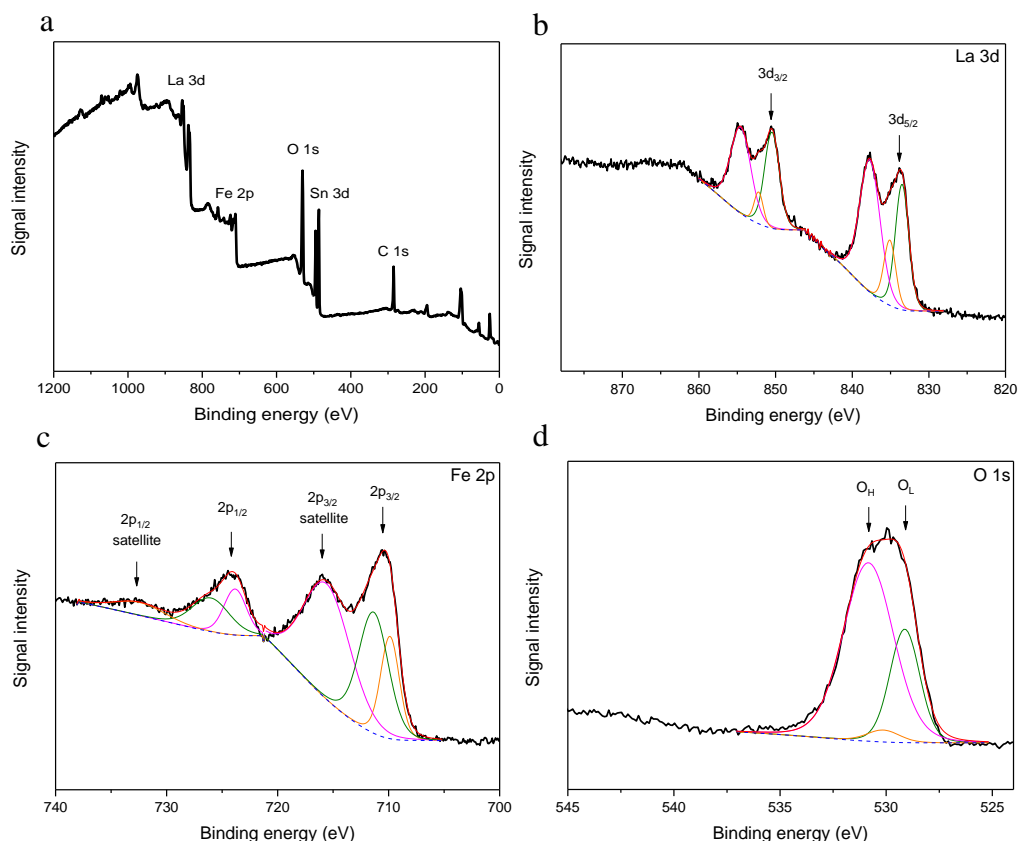 a
La 3d
O 1s
Fe 2p
Sn 3d
C 1s
Signal intensity
1200 1000 800 600 400 200 0
Binding energy (eV)
b
La 3d
3d3/2
3d5/2
Signal intensity
870 860 850 840 830 820
Binding energy (eV)
c
Fe 2p
2p1/2
satellite
2p1/2
2p3/2
satellite
2p3/2
Signal intensity
740 730 720 710 700
Binding energy (eV)
d
O 1s
OH
OL
Signal intensity
545 540 535 530 525
Binding energy (eV)